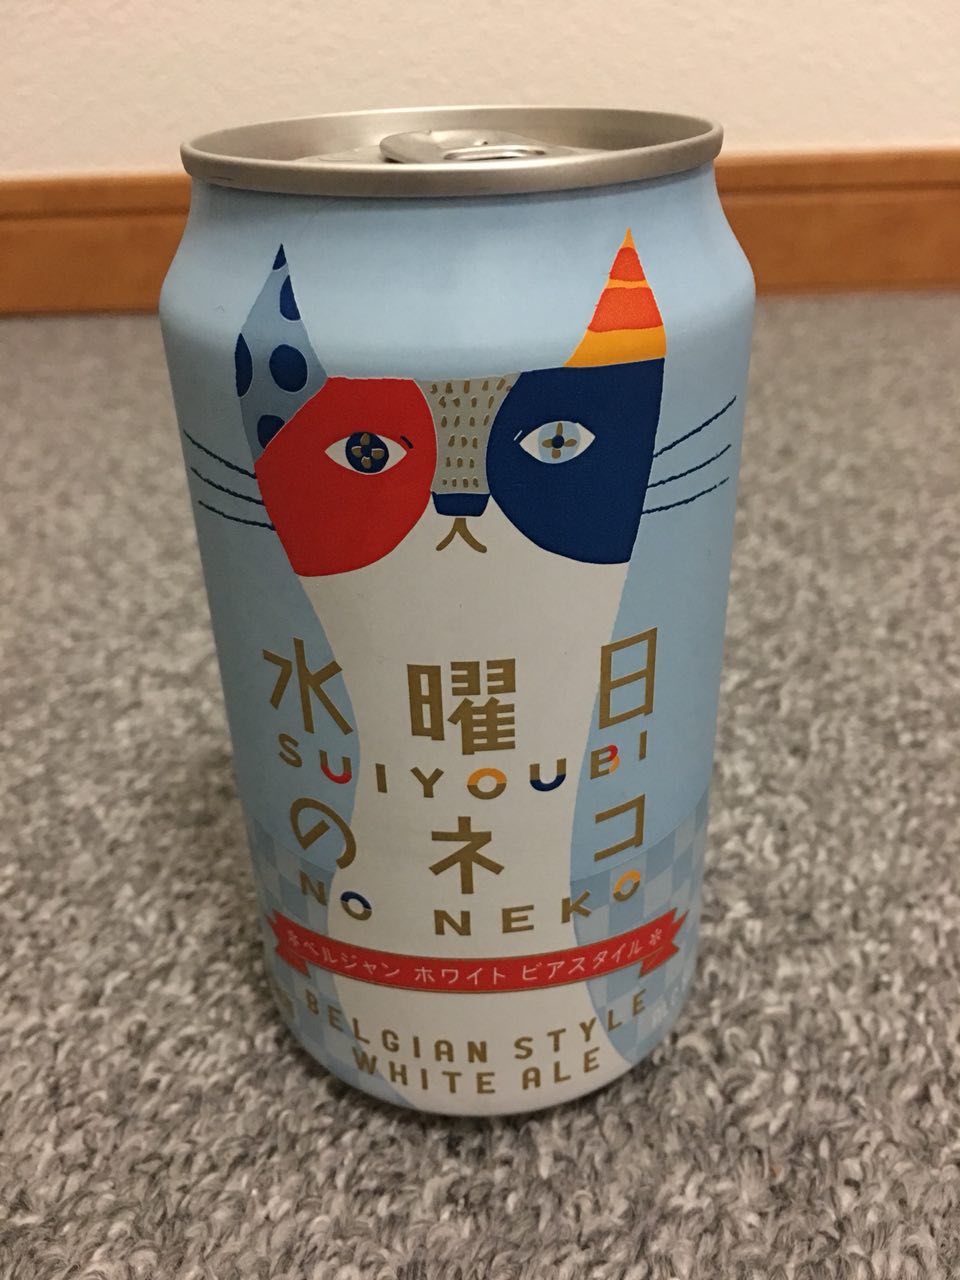 水曜日
SUIYOUBI
のネコ
NO NEKO
＊ベルジャン ホワイト ビアスタイル＊
BELGIAN STYLE
WHITE ALE